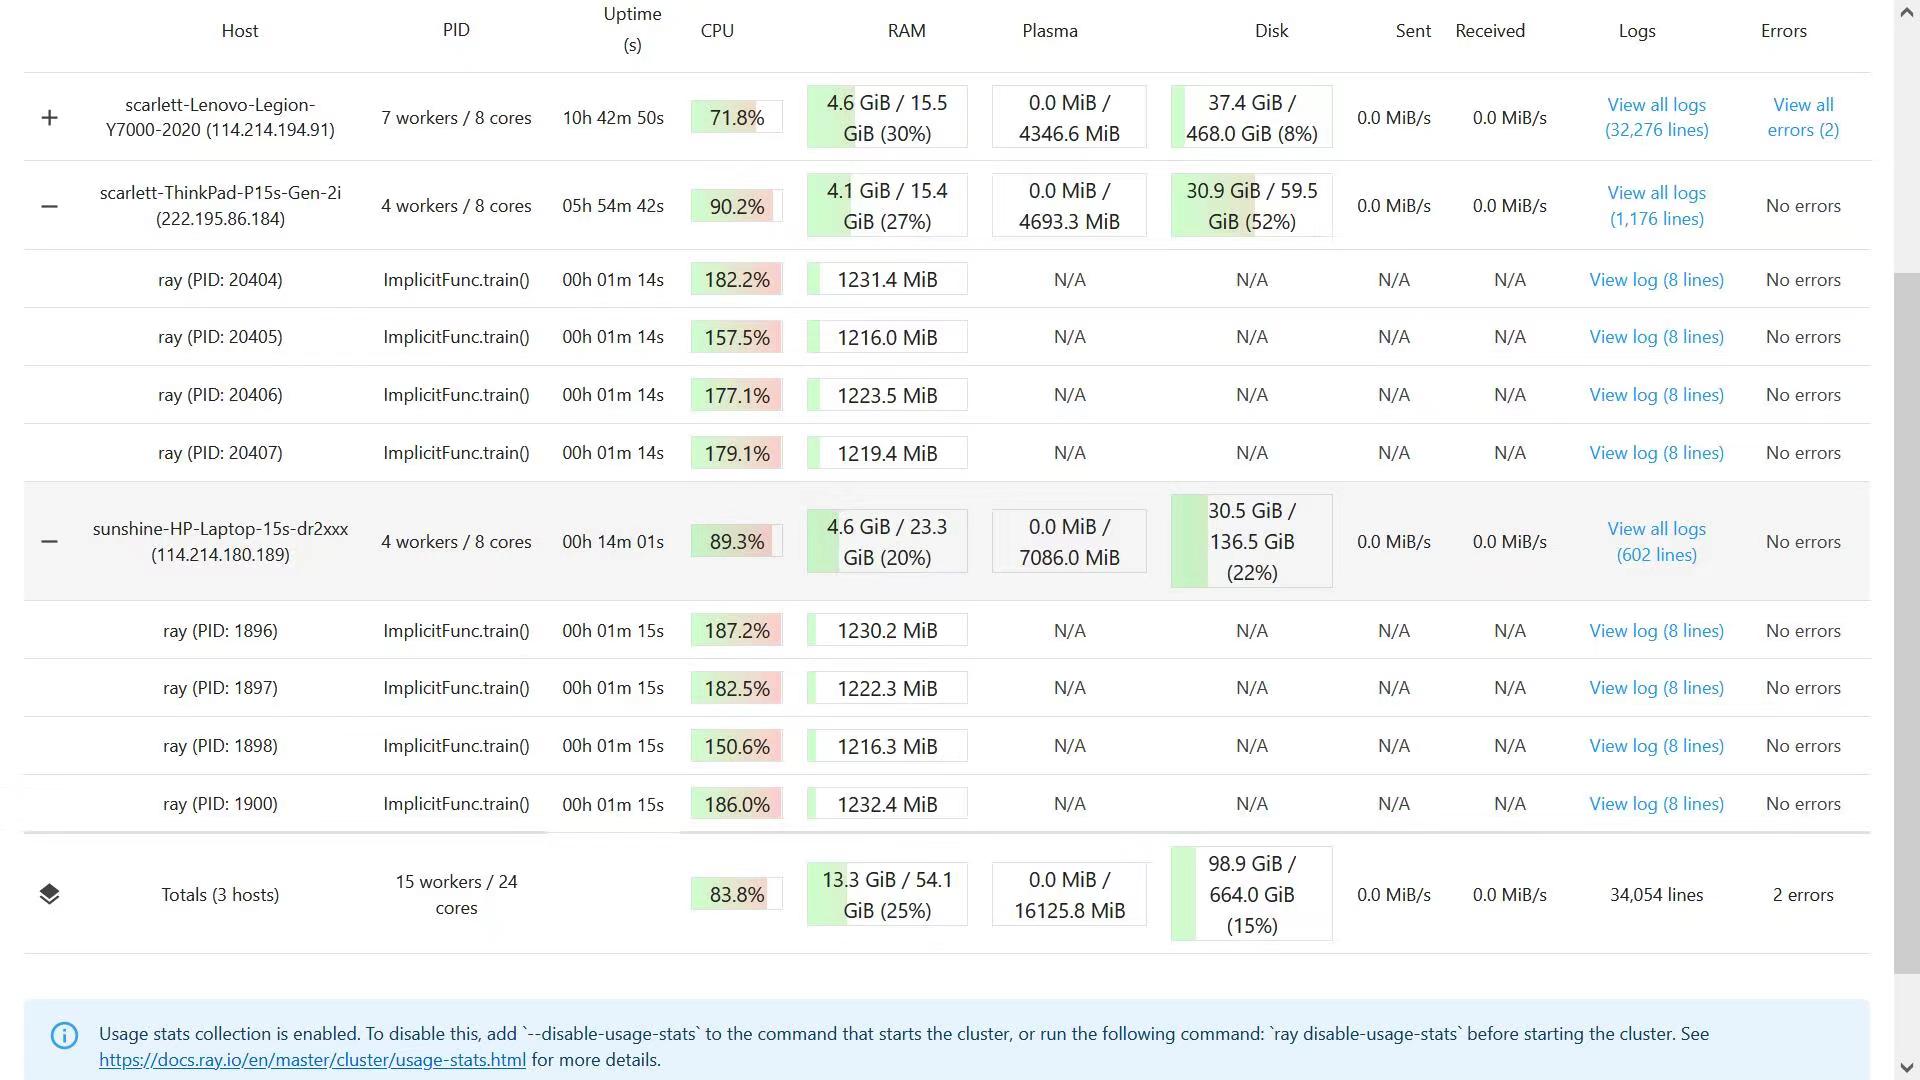 Host PID Uptime (s) CPU RAM Plasma Disk Sent Received Logs Errors
scarlett-Lenovo-Legion-Y7000-2020 (114.214.194.91) 7 workers / 8 cores 10h 42m 50s 71.8% 4.6 GiB / 15.5 GiB (30%) 0.0 MiB / 4346.6 MiB 37.4 GiB / 468.0 GiB (8%) 0.0 MiB/s 0.0 MiB/s View all logs (32,276 lines) View all errors (2)
scarlett-ThinkPad-P15s-Gen-2i (222.195.86.184) 4 workers / 8 cores 05h 54m 42s 90.2% 4.1 GiB / 15.4 GiB (27%) 0.0 MiB / 4693.3 MiB 30.9 GiB / 59.5 GiB (52%) 0.0 MiB/s 0.0 MiB/s View all logs (1,176 lines) No errors
ray (PID: 20404) ImplicitFunc.train() 00h 01m 14s 182.2% 1231.4 MiB N/A N/A N/A N/A View log (8 lines) No errors
ray (PID: 20405) ImplicitFunc.train() 00h 01m 14s 157.5% 1216.0 MiB N/A N/A N/A N/A View log (8 lines) No errors
ray (PID: 20406) ImplicitFunc.train() 00h 01m 14s 177.1% 1223.5 MiB N/A N/A N/A N/A View log (8 lines) No errors
ray (PID: 20407) ImplicitFunc.train() 00h 01m 14s 179.1% 1219.4 MiB N/A N/A N/A N/A View log (8 lines) No errors
sunshine-HP-Laptop-15s-dr2xxx (114.214.180.189) 4 workers / 8 cores 00h 14m 01s 89.3% 4.6 GiB / 23.3 GiB (20%) 0.0 MiB / 7086.0 MiB 30.5 GiB / 136.5 GiB (22%) 0.0 MiB/s 0.0 MiB/s View all logs (602 lines) No errors
ray (PID: 1896) ImplicitFunc.train() 00h 01m 15s 187.2% 1230.2 MiB N/A N/A N/A N/A View log (8 lines) No errors
ray (PID: 1897) ImplicitFunc.train() 00h 01m 15s 182.5% 1222.3 MiB N/A N/A N/A N/A View log (8 lines) No errors
ray (PID: 1898) ImplicitFunc.train() 00h 01m 15s 150.6% 1216.3 MiB N/A N/A N/A N/A View log (8 lines) No errors
ray (PID: 1900) ImplicitFunc.train() 00h 01m 15s 186.0% 1232.4 MiB N/A N/A N/A N/A View log (8 lines) No errors
Totals (3 hosts) 15 workers / 24 cores 83.8% 13.3 GiB / 54.1 GiB (25%) 0.0 MiB / 16125.8 MiB 98.9 GiB / 664.0 GiB (15%) 0.0 MiB/s 0.0 MiB/s 34,054 lines 2 errors
Usage stats collection is enabled. To disable this, add `--disable-usage-stats` to the command that starts the cluster, or run the following command: `ray disable-usage-stats` before starting the cluster. See
https://docs.ray.io/en/master/cluster/usage-stats.html for more details.